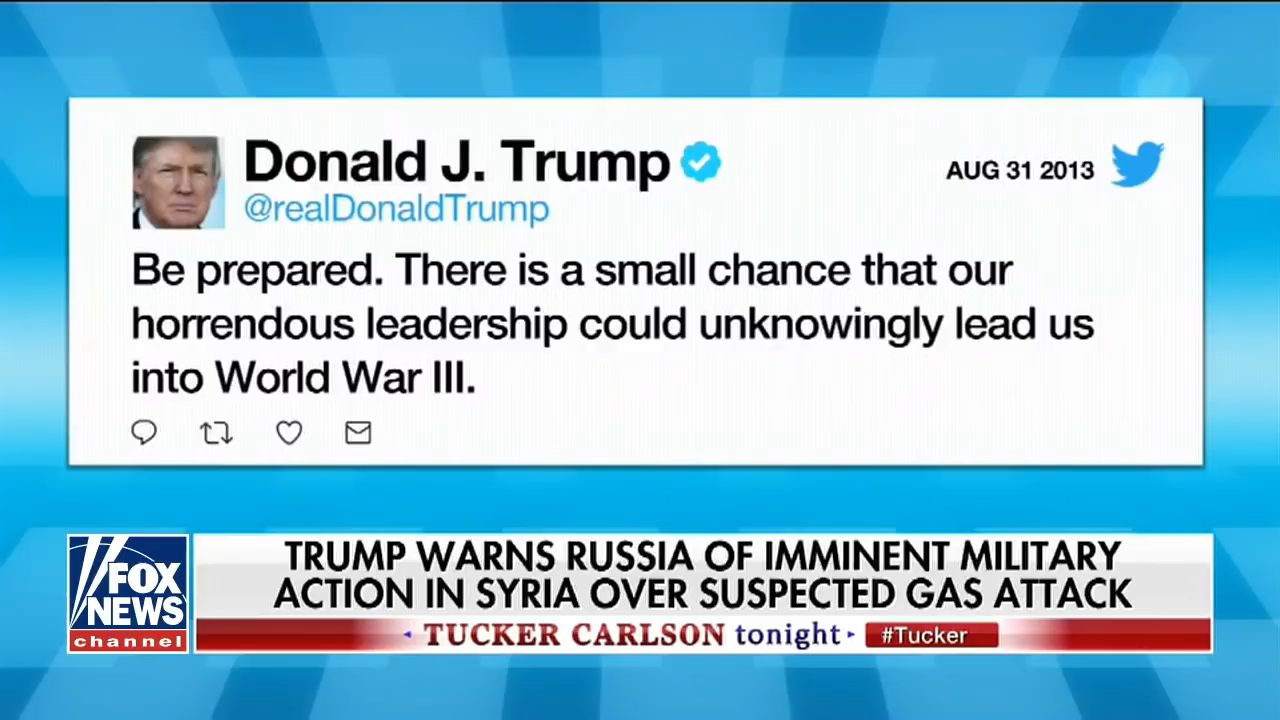 Donald J. Trump
@realDonaldTrump
AUG 31 2013
Be prepared. There is a small chance that our
horrendous leadership could unknowingly lead us
into World War III.
FOX
NEWS
channel
TRUMP WARNS RUSSIA OF IMMINENT MILITARY
ACTION IN SYRIA OVER SUSPECTED GAS ATTACK
TUCKER CARLSON tonight
#Tucker